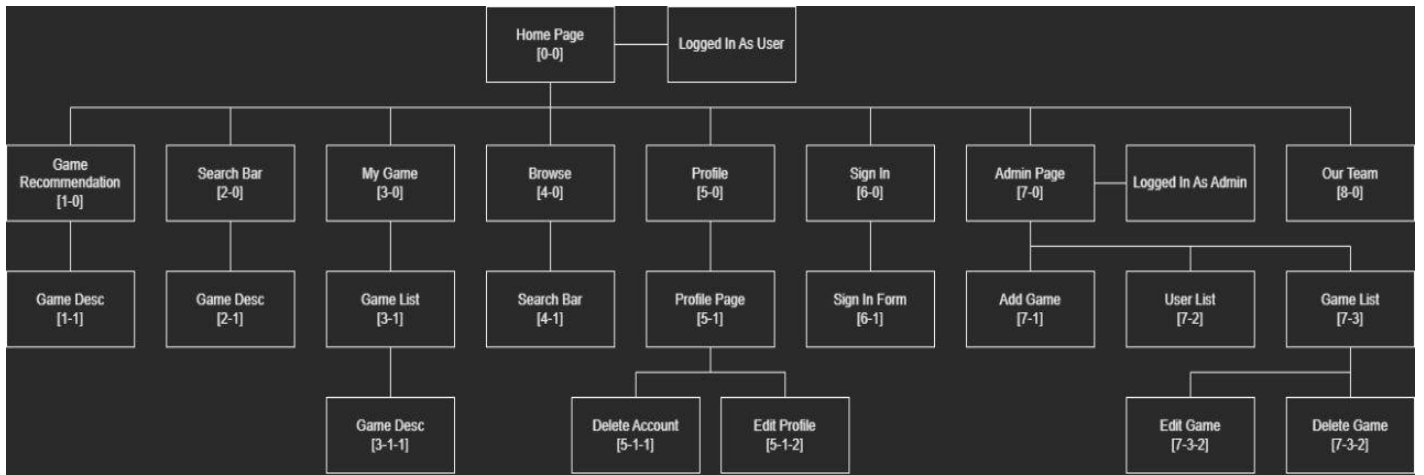 Home Page
[0-0]
Logged In As User
Game
Recommendation
[1-0]
Search Bar
[2-0]
My Game
[3-0]
Browse
[4-0]
Profile
[5-0]
Sign In
[6-0]
Admin Page
[7-0]
Logged In As Admin
Our Team
[8-0]
Game Desc
[1-1]
Game Desc
[2-1]
Game List
[3-1]
Search Bar
[4-1]
Profile Page
[5-1]
Sign In Form
[6-1]
Add Game
[7-1]
User List
[7-2]
Game List
[7-3]
Game Desc
[3-1-1]
Delete Account
[5-1-1]
Edit Profile
[5-1-2]
Edit Game
[7-3-2]
Delete Game
[7-3-2]